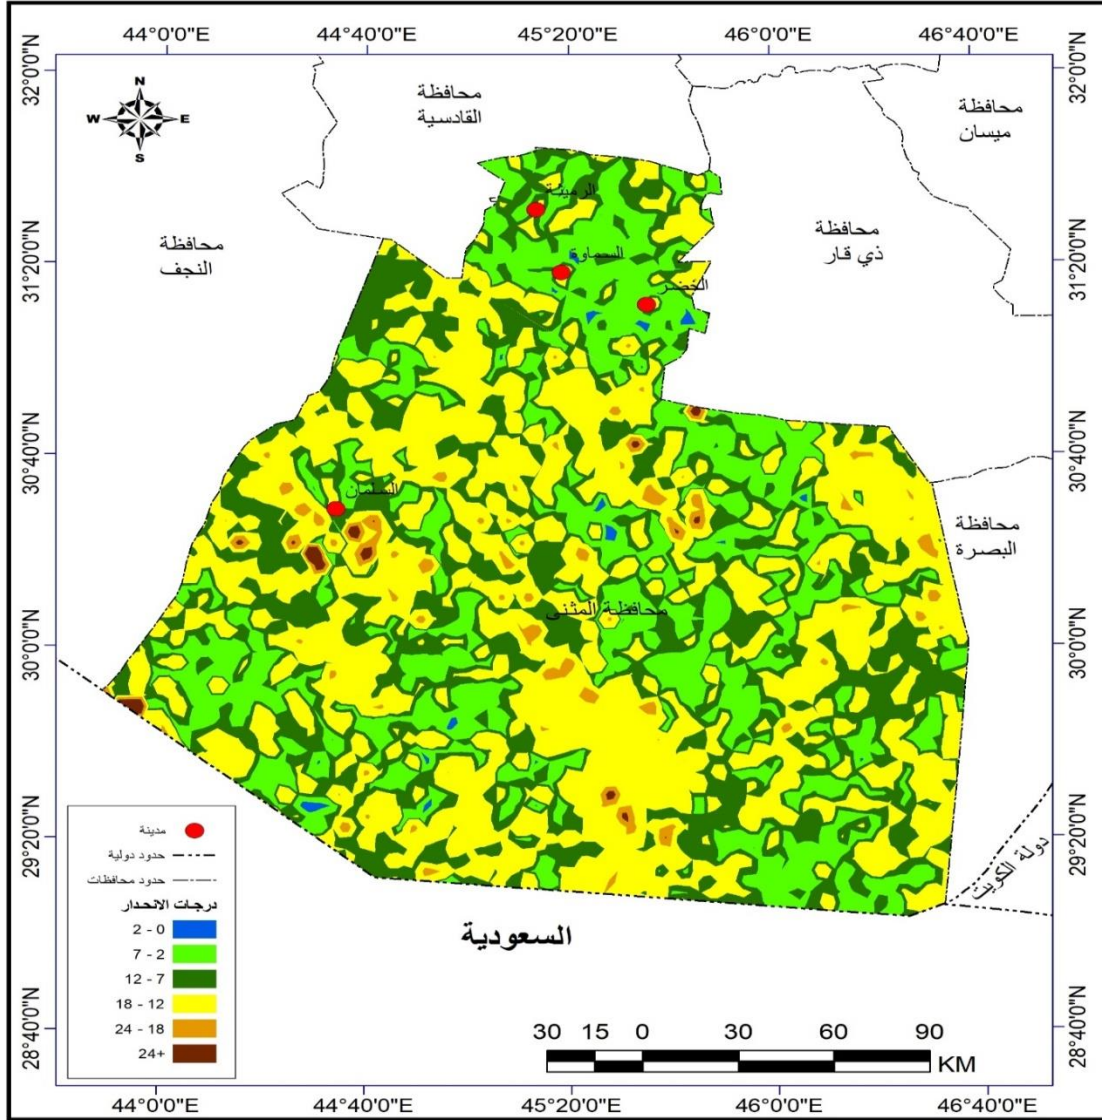 44°0'0"E
44°40'0"E
45°20'0"E
46°0'0"E
46°40'0"E
32°0'0"N
32°0'0"N
N
W
E
S
محافظة
القادسية
محافظة
ميسان
محافظة
النجف
محافظة
ذي قار
الرميثة
السماوة
الخضر
31°20'0"N
31°20'0"N
30°40'0"N
30°40'0"N
السلمان
محافظة
البصرة
محافظة المثنى
30°0'0"N
30°0'0"N
29°20'0"N
29°20'0"N
دولة الكويت
السعودية
مدينة
حدود دولية
حدود محافظات
درجات الانحدار
2 - 0
7 - 2
12 - 7
18 - 12
24 - 18
24+
28°40'0"N
28°40'0"N
30 15 0 30 60 90
KM
44°0'0"E
44°40'0"E
45°20'0"E
46°0'0"E
46°40'0"E